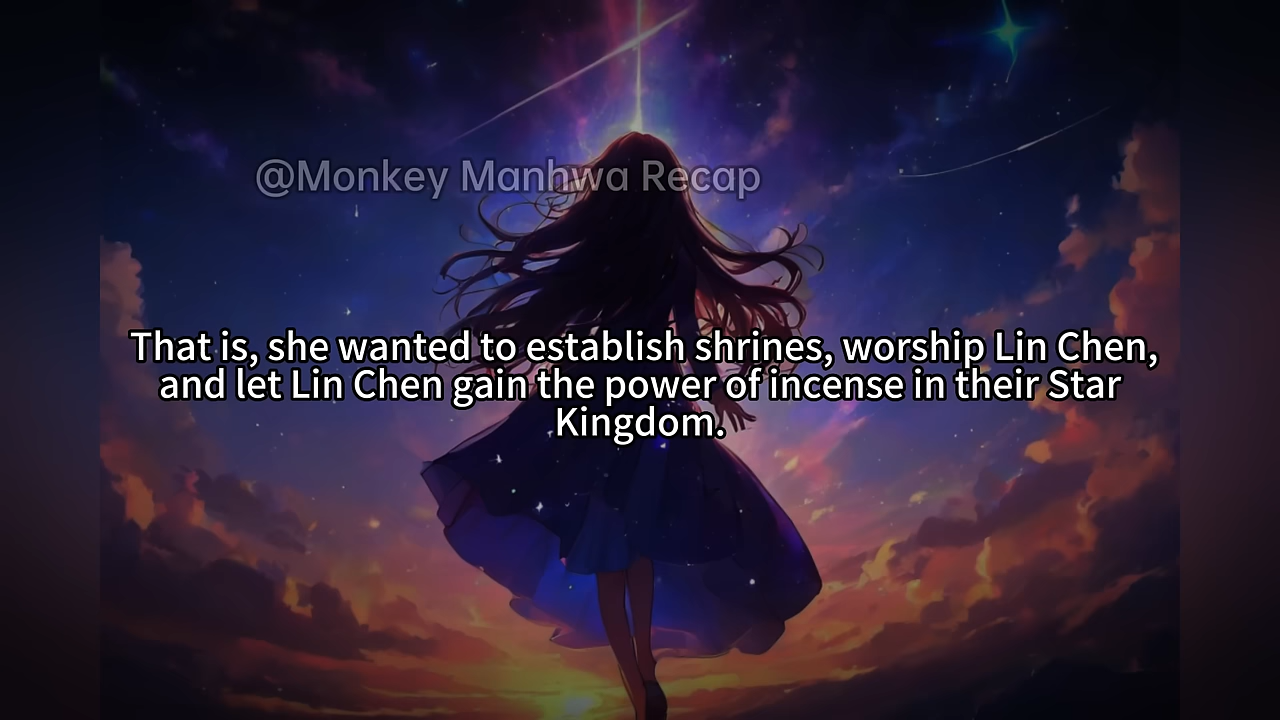 @Monkey Manhwa Recap
That is, she wanted to establish shrines, worship Lin Chen,
and let Lin Chen gain the power of incense in their Star
Kingdom.